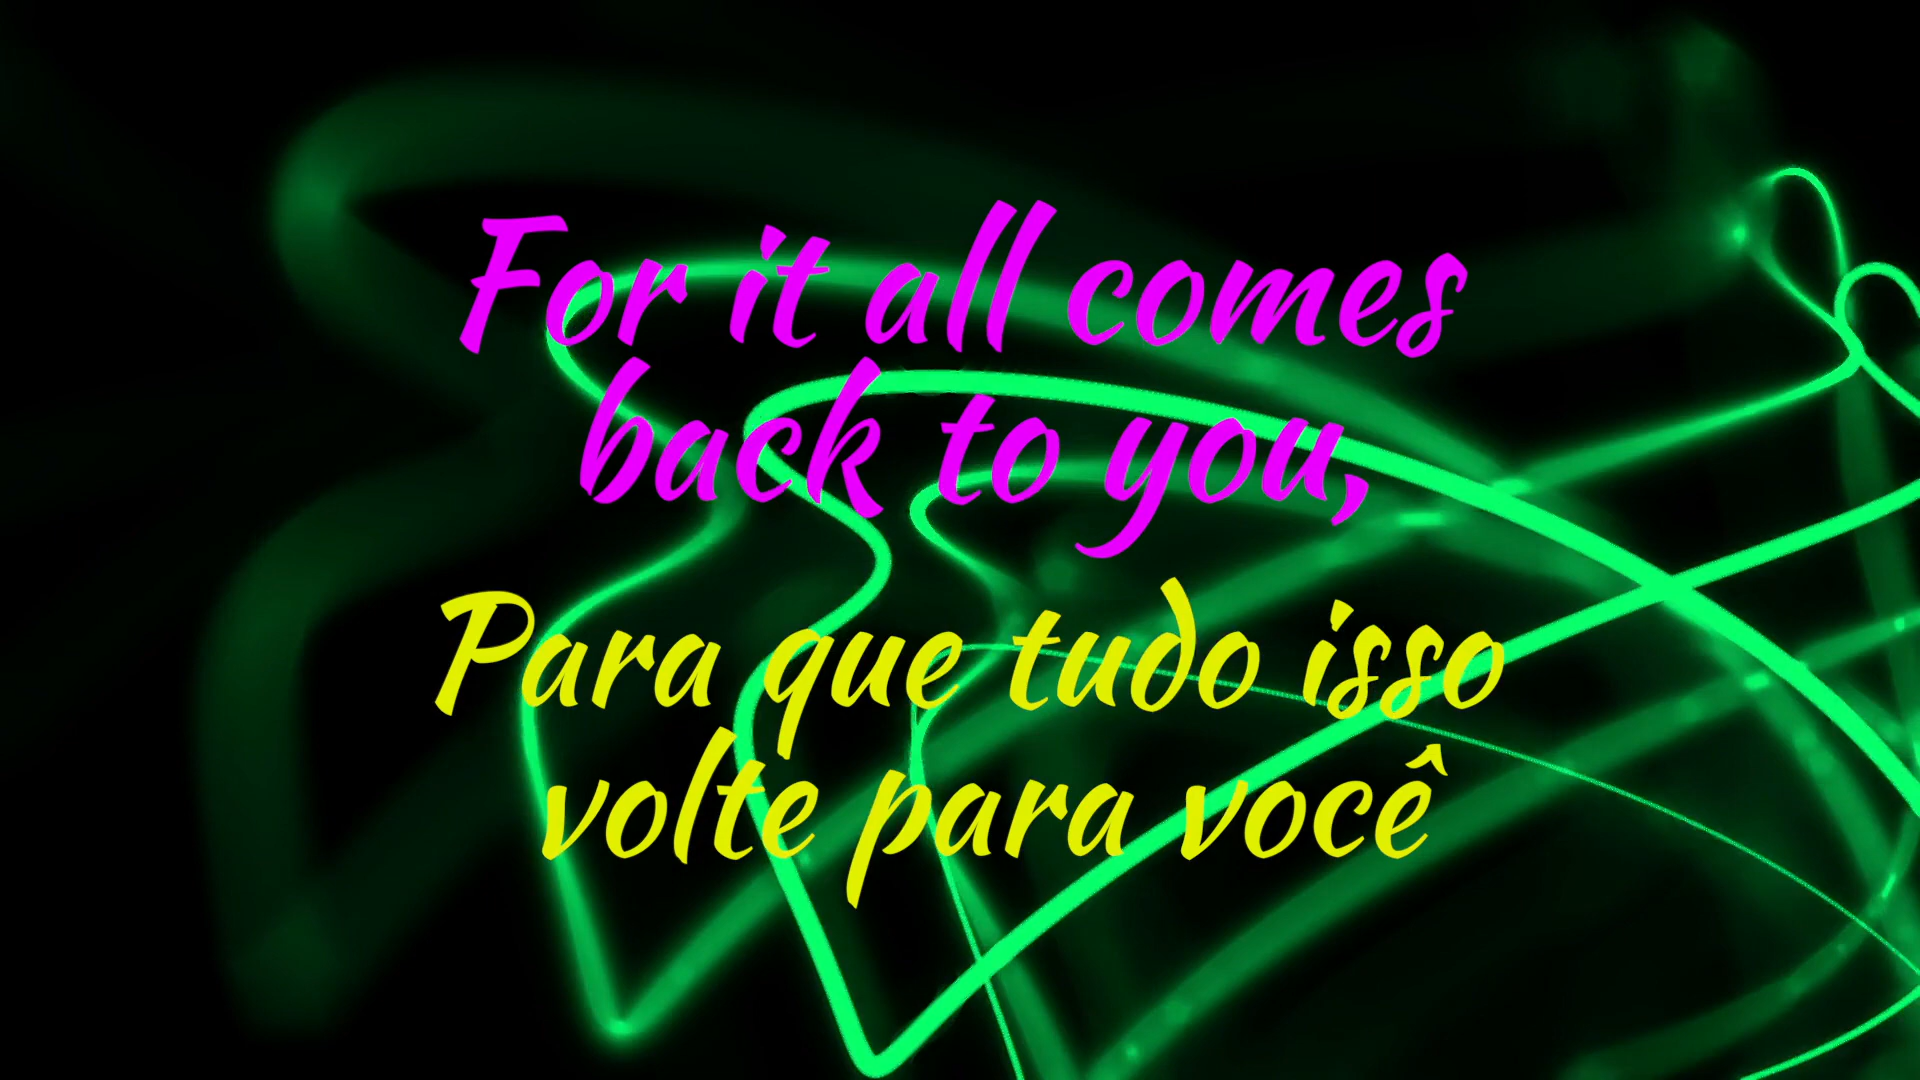 For it all comes
back to you,
Para que tudo isso
volte para você